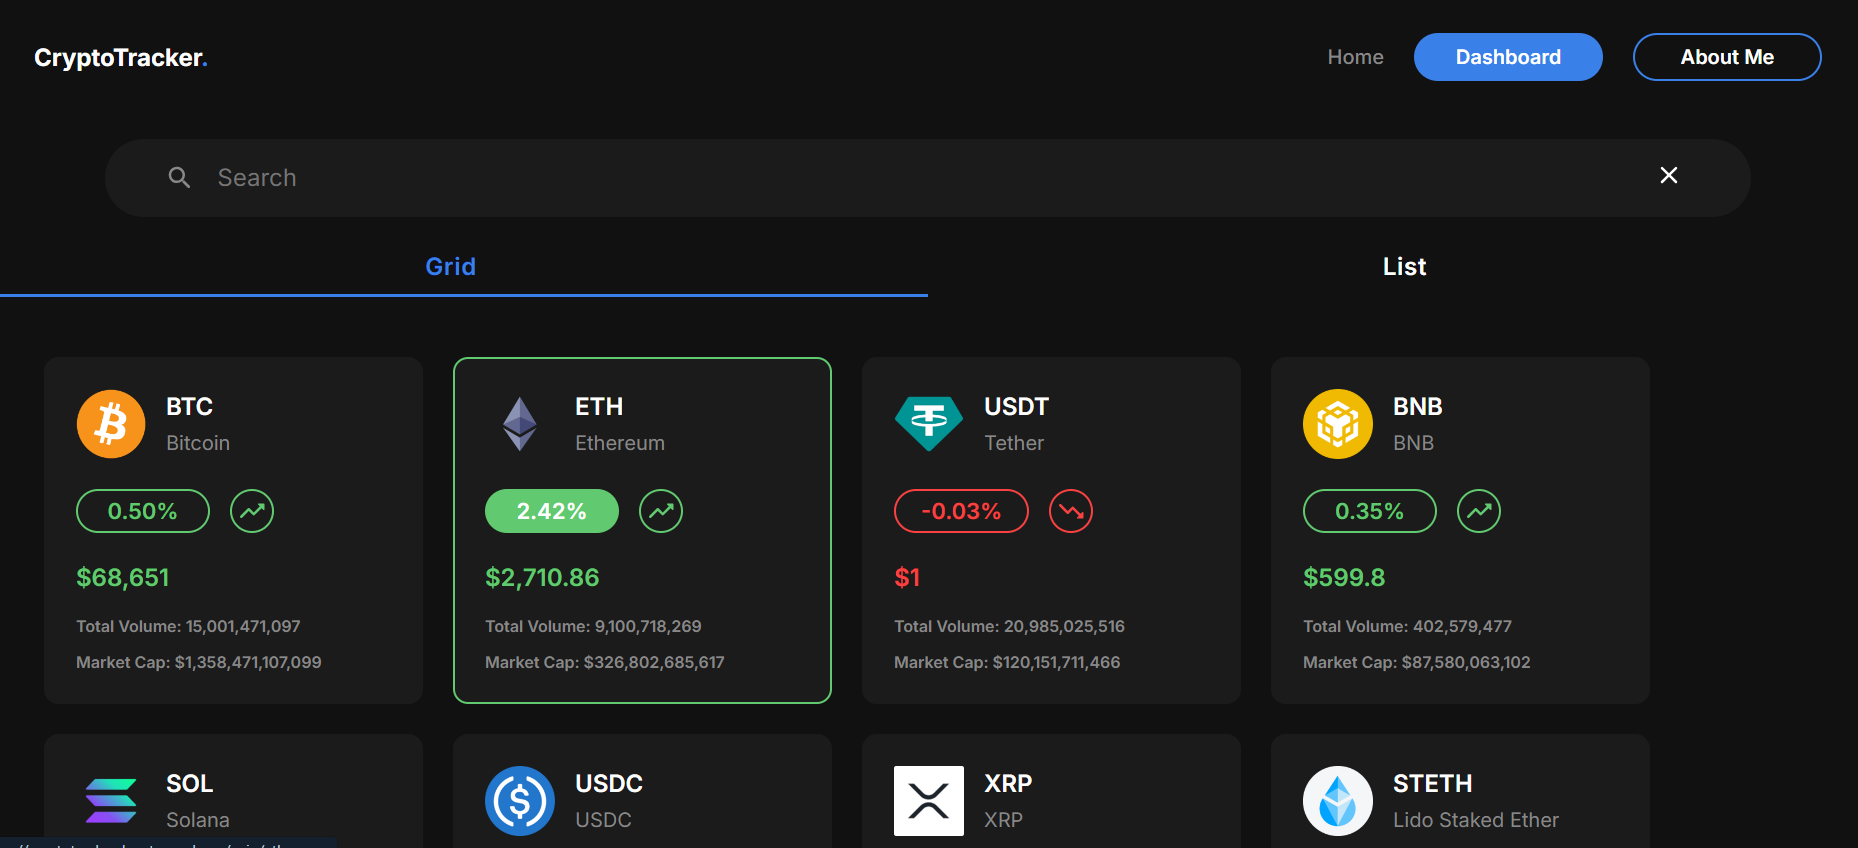 CryptoTracker.
Home
Dashboard
About Me
Search
Grid
List
BTC
Bitcoin
0.50%
$68,651
Total Volume: 15,001,471,097
Market Cap: $1,358,471,107,099
ETH
Ethereum
2.42%
$2,710.86
Total Volume: 9,100,718,269
Market Cap: $326,802,685,617
USDT
Tether
-0.03%
$1
Total Volume: 20,985,025,516
Market Cap: $120,151,711,466
BNB
BNB
0.35%
$599.8
Total Volume: 402,579,477
Market Cap: $87,580,063,102
SOL
Solana
USDC
USDC
XRP
XRP
STETH
Lido Staked Ether